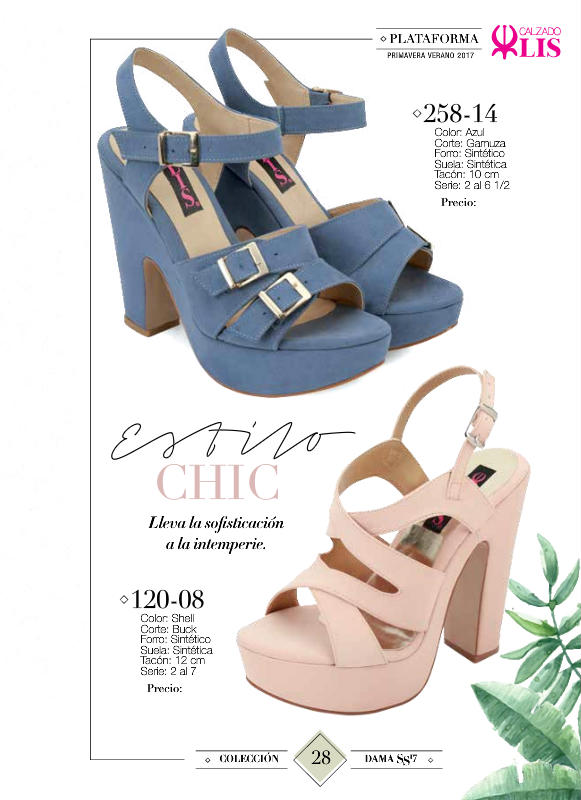 PLATAFORMA
PRIMAVERA VERANO 2017
CALZADO
LIS
258-14
Color: Azul
Corte: Gamuza
Forro: Sintético
Suela: Sintética
Tacón: 10 cm
Serie: 2 al 6 1/2
Precio:
Estilo
CHIC
Lleva la sofisticación
a la intemperie.
120-08
Color: Shell
Corte: Buck
Forro: Sintético
Suela: Sintética
Tacón: 12 cm
Serie: 2 al 7
Precio:
COLECCIÓN
28
DAMA SS'17